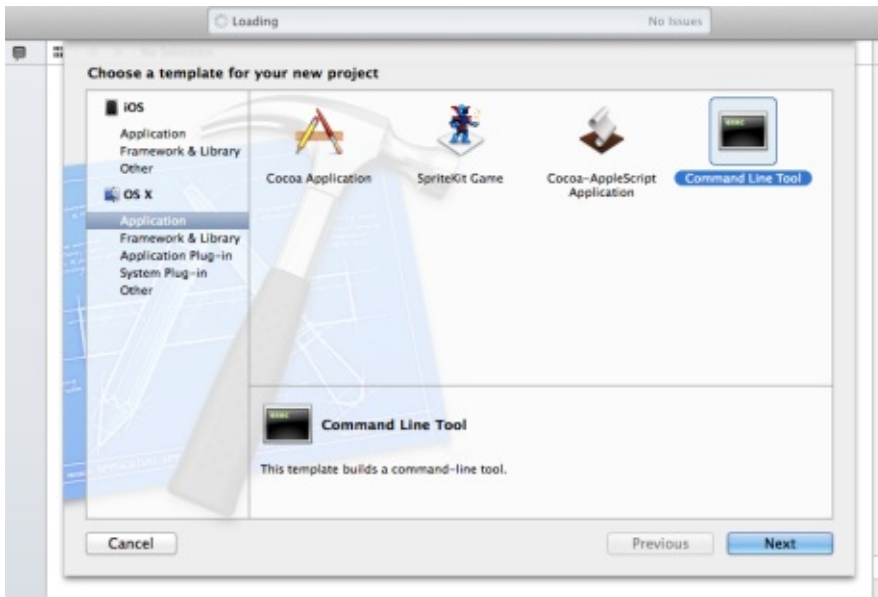 Loading
No Issues
Choose a template for your new project
iOS
Application
Framework & Library
Other
OS X
Application
Framework & Library
Application Plug-in
System Plug-in
Other
Cocoa Application
SpriteKit Game
Cocoa-AppleScript
Application
Command Line Tool
Command Line Tool
This template builds a command-line tool.
Cancel
Previous
Next